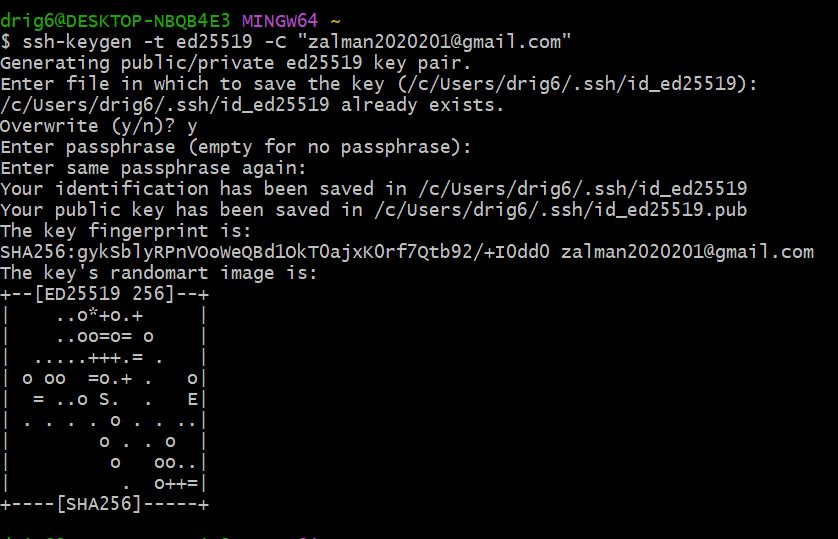 drig6@DESKTOP-NBQB4E3 MINGW64 ~
$ ssh-keygen -t ed25519 -C "zalman2020201@gmail.com"
Generating public/private ed25519 key pair.
Enter file in which to save the key (/c/Users/drig6/.ssh/id_ed25519):
/c/Users/drig6/.ssh/id_ed25519 already exists.
Overwrite (y/n)? y
Enter passphrase (empty for no passphrase):
Enter same passphrase again:
Your identification has been saved in /c/Users/drig6/.ssh/id_ed25519
Your public key has been saved in /c/Users/drig6/.ssh/id_ed25519.pub
The key fingerprint is:
SHA256:gykSblyRPnVOoWeQBd1OkT0ajxK0rf7Qtb92/+I0dd0 zalman2020201@gmail.com
The key's randomart image is:
+--[ED25519 256]--+
|    ..o*+o.+     |
|    ..oo=o= o    |
|  .....+++.= .   |
| o oo  =o.+ .   o|
|  = ..o S.  .   E|
| . . . . o . . ..|
|        o . . o  |
|         o   oo..|
|          .  o++=|
+----[SHA256]-----+